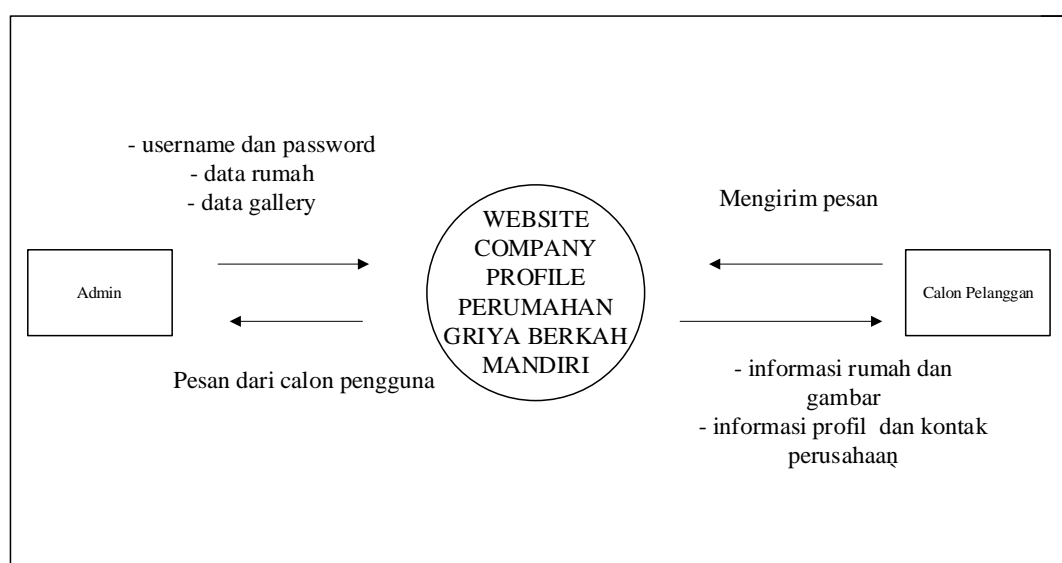 - username dan password
- data rumah
- data gallery
Admin
Pesan dari calon pengguna
WEBSITE
COMPANY
PROFILE
PERUMAHAN
GRIYA BERKAH
MANDIRI
Mengirim pesan
Calon Pelanggan
- informasi rumah dan
gambar
- informasi profil  dan kontak
perusahaan`